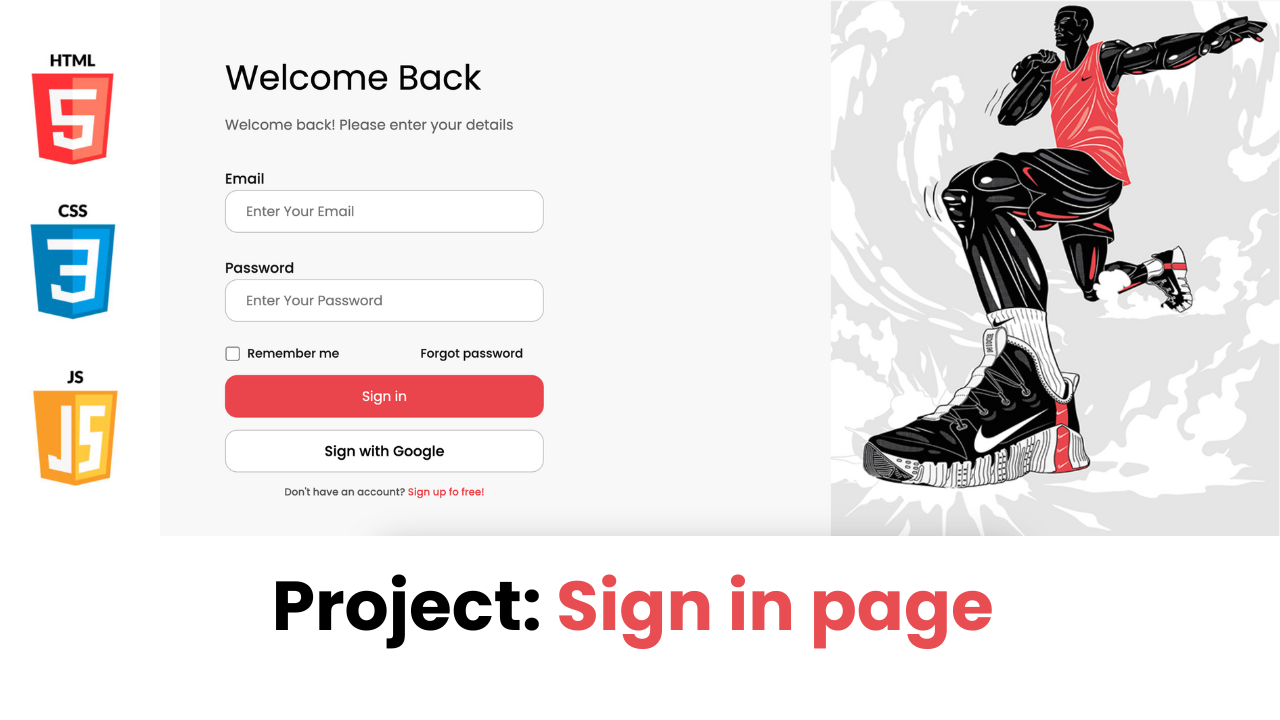 HTML
5
CSS
3
JS
JS
Welcome Back
Welcome back! Please enter your details
Email
Enter Your Email
Password
Enter Your Password
Remember me
Forgot password
Sign in
Sign with Google
Don't have an account? Sign up fo free!
Project: Sign in page